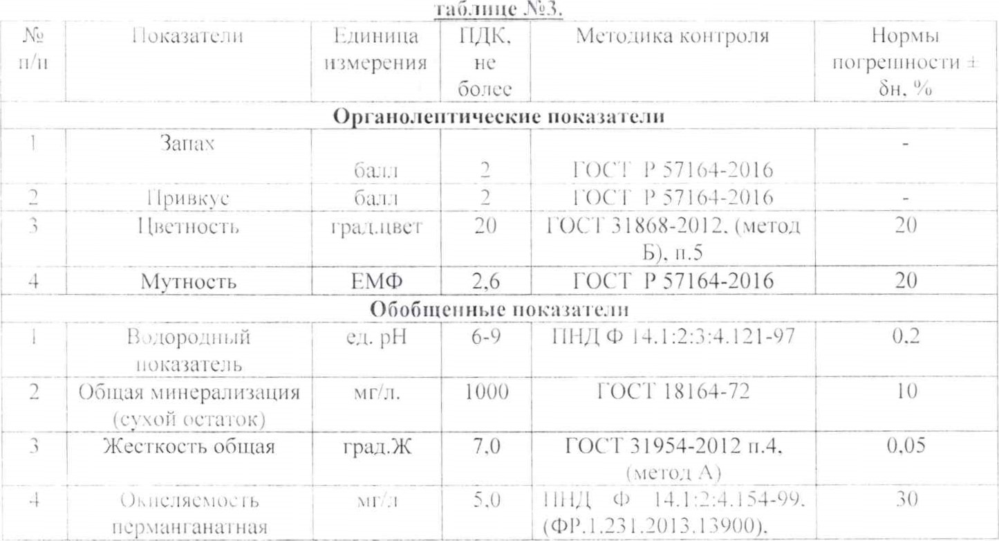 таблице №3.
№ Показатели Единица ПДК, Методика контроля Нормы
п/п измерения не погрешности ±
более δн, %
Органолептические показатели
1 Запах -
балл 2 ГОСТ Р 57164-2016
2 Привкус балл 2 ГОСТ Р 57164-2016 -
3 Цветность град.цвет 20 ГОСТ 31868-2012, (метод 20
Б), п.5
4 Мутность ЕМФ 2,6 ГОСТ Р 57164-2016 20
Обобщенные показатели
1 Водородный ед. pH 6-9 ПНД Ф 14.1:2:3:4.121-97 0,2
показатель
2 Общая минерализация мг/л. 1000 ГОСТ 18164-72 10
(сухой остаток)
3 Жесткость общая град.Ж 7,0 ГОСТ 31954-2012 п.4, 0,05
(метод А)
4 Окисляемость мг/л 5,0 ПНД Ф 14.1:2:4.154-99, 30
перманганатная (ФР.1.231.2013.13900),